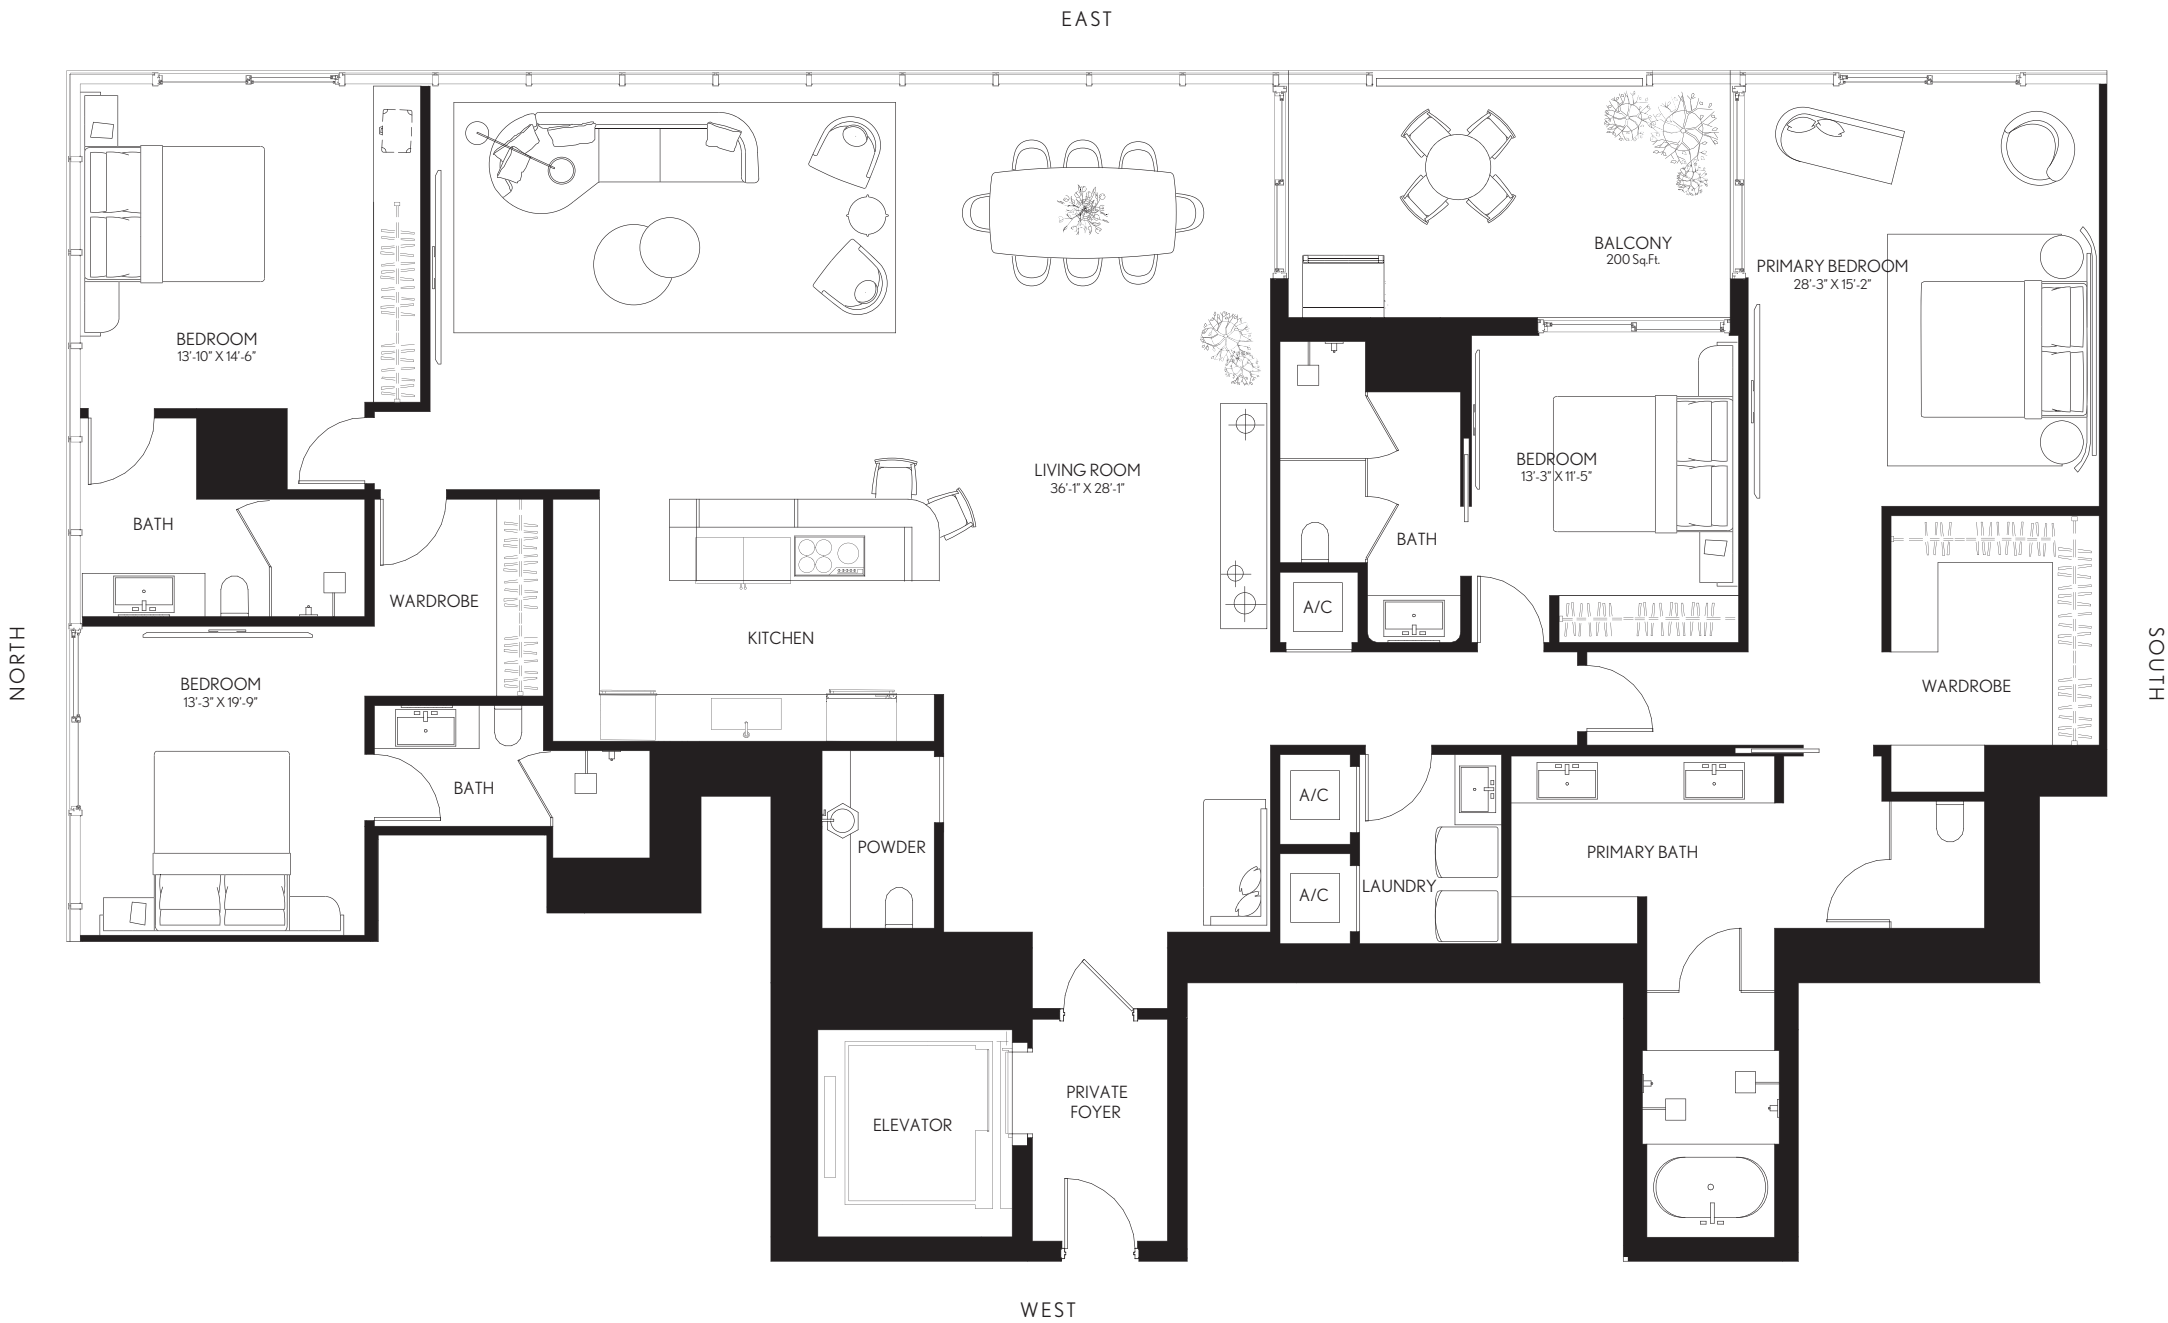 EAST
BALCONY
200 Sq.Ft.
PRIMARY BEDROOM
28'-3" X 15'-2"
BEDROOM
13'-10" X 14'-6"
LIVING ROOM
36'-1" X 28'-1"
BEDROOM
13'-3" X 11'-5"
BATH
BATH
WARDROBE
A/C
KITCHEN
NORTH
SOUTH
BEDROOM
13'-3" X 19'-9"
WARDROBE
BATH
A/C
POWDER
PRIMARY BATH
LAUNDRY
A/C
PRIVATE
FOYER
ELEVATOR
WEST